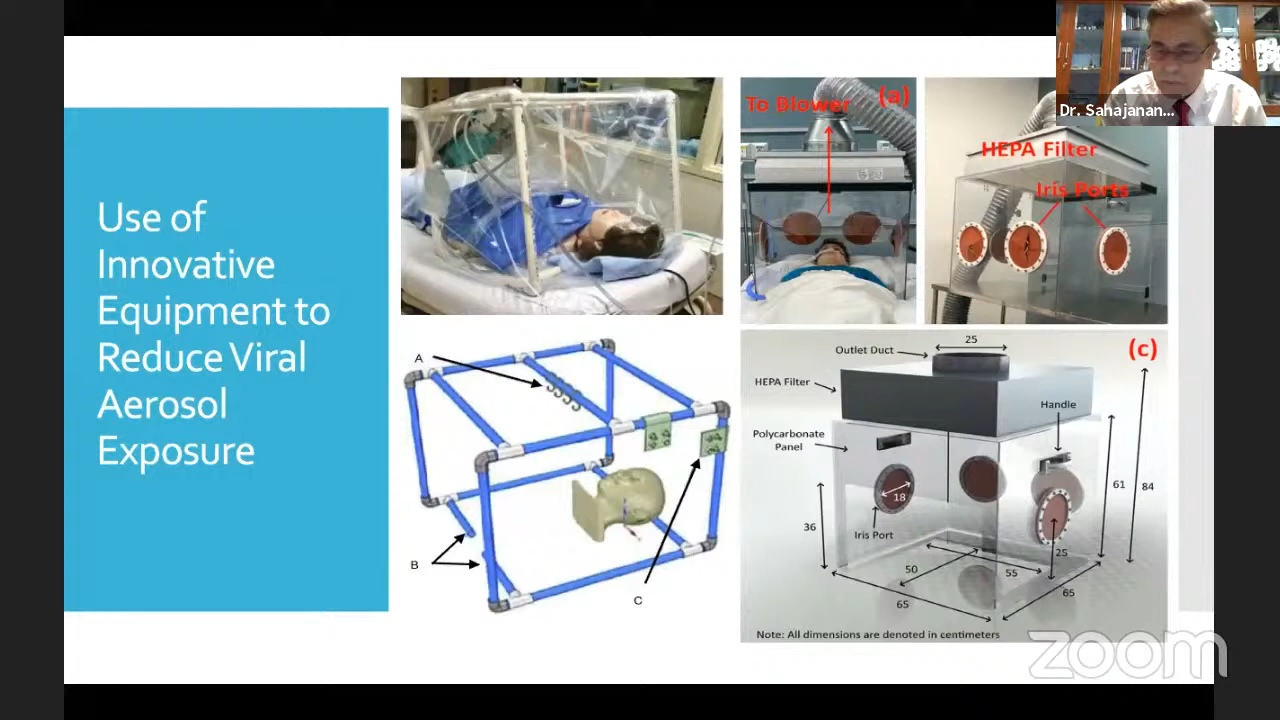 Use of
Innovative
Equipment to
Reduce Viral
Aerosol
Exposure
To Blower
(a)
HEPA Filter
Iris Ports
Dr. Sahajanan...
A
B
C
(c)
25
Outlet Duct
HEPA Filter
Handle
Polycarbonate
Panel
18
61
84
36
Iris Port
25
50
55
65
65
Note: All dimensions are denoted in centimeters
zoom